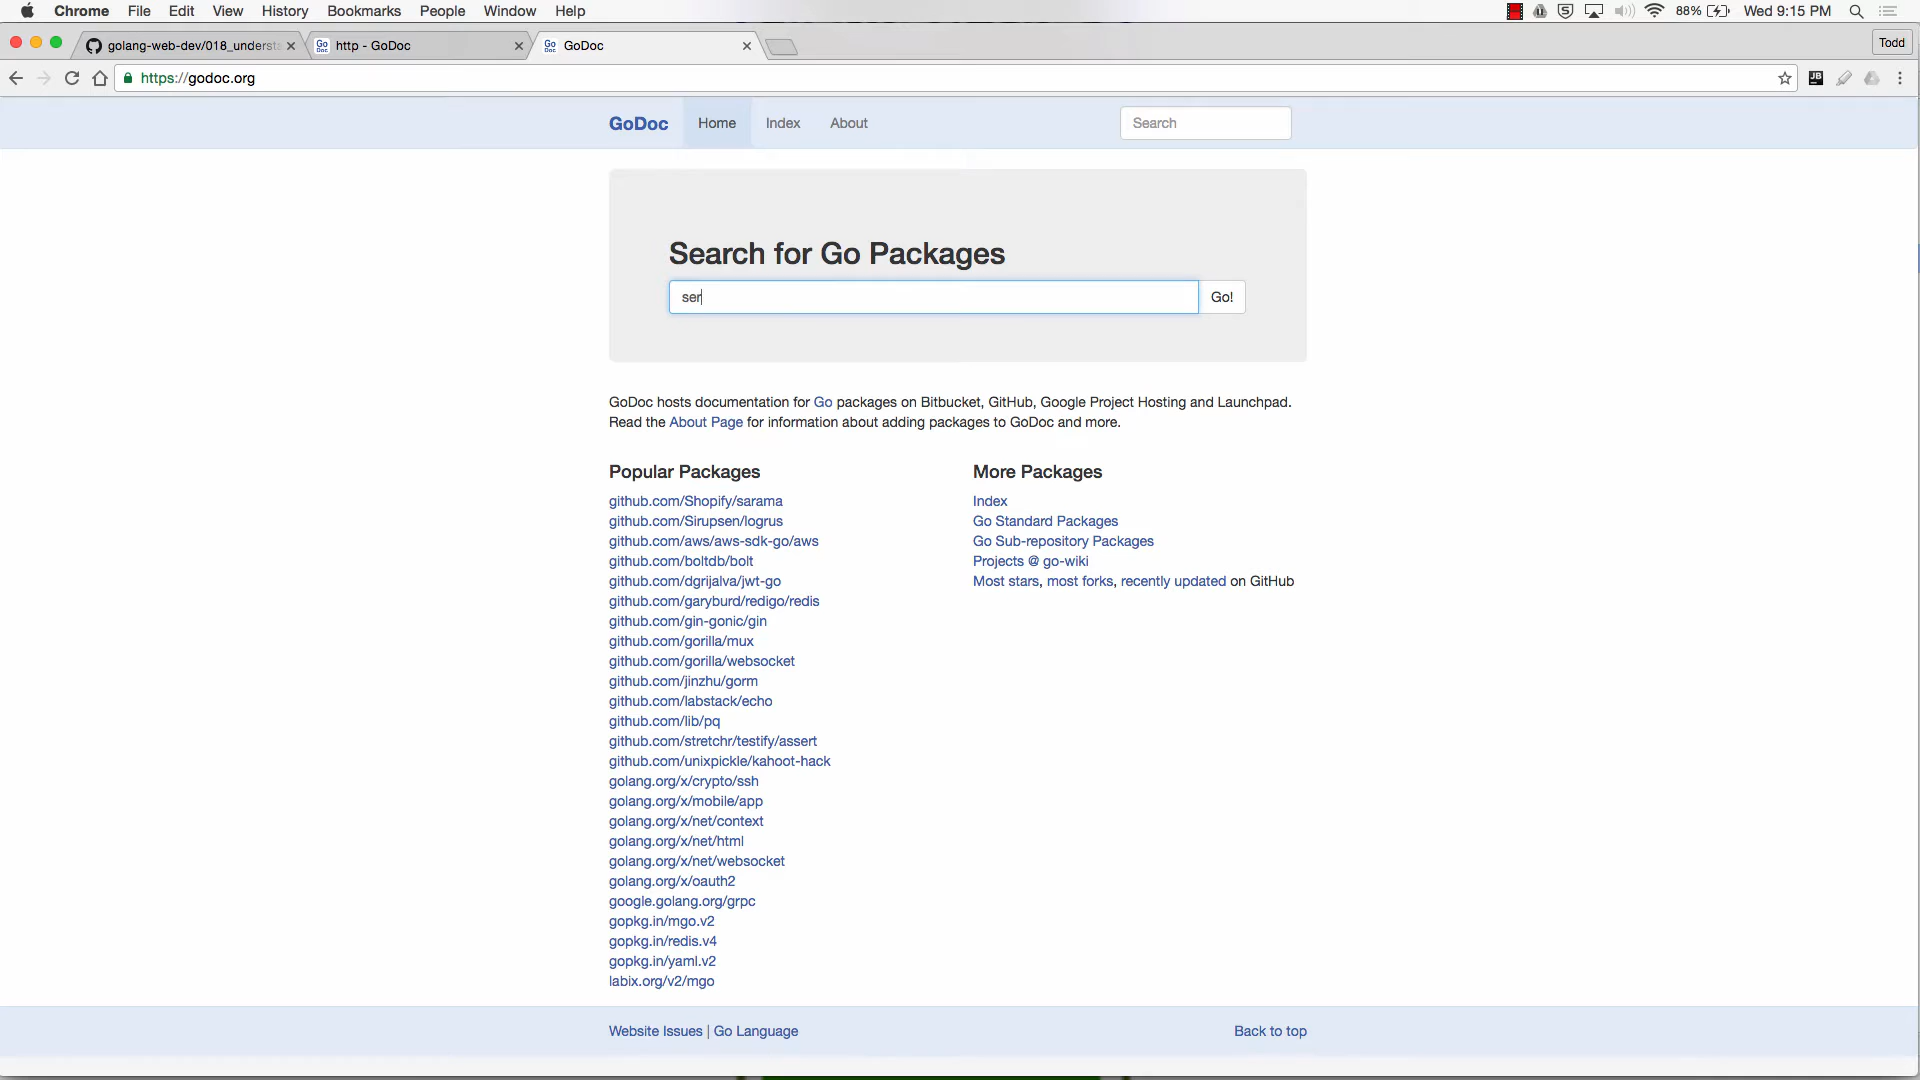 Chrome File Edit View History Bookmarks People Window Help 88% Wed 9:15 PM
golang-web-dev/018_underst http - GoDoc GoDoc Todd
https://godoc.org
GoDoc Home Index About Search
Search for Go Packages
ser Go!
GoDoc hosts documentation for Go packages on Bitbucket, GitHub, Google Project Hosting and Launchpad.
Read the About Page for information about adding packages to GoDoc and more.
Popular Packages
github.com/Shopify/sarama
github.com/Sirupsen/logrus
github.com/aws/aws-sdk-go/aws
github.com/boltdb/bolt
github.com/dgrijalva/jwt-go
github.com/garyburd/redigo/redis
github.com/gin-gonic/gin
github.com/gorilla/mux
github.com/gorilla/websocket
github.com/jinzhu/gorm
github.com/labstack/echo
github.com/lib/pq
github.com/stretchr/testify/assert
github.com/unixpickle/kahoot-hack
golang.org/x/crypto/ssh
golang.org/x/mobile/app
golang.org/x/net/context
golang.org/x/net/html
golang.org/x/net/websocket
golang.org/x/oauth2
google.golang.org/grpc
gopkg.in/mgo.v2
gopkg.in/redis.v4
gopkg.in/yaml.v2
labix.org/v2/mgo
More Packages
Index
Go Standard Packages
Go Sub-repository Packages
Projects @ go-wiki
Most stars, most forks, recently updated on GitHub
Website Issues | Go Language Back to top